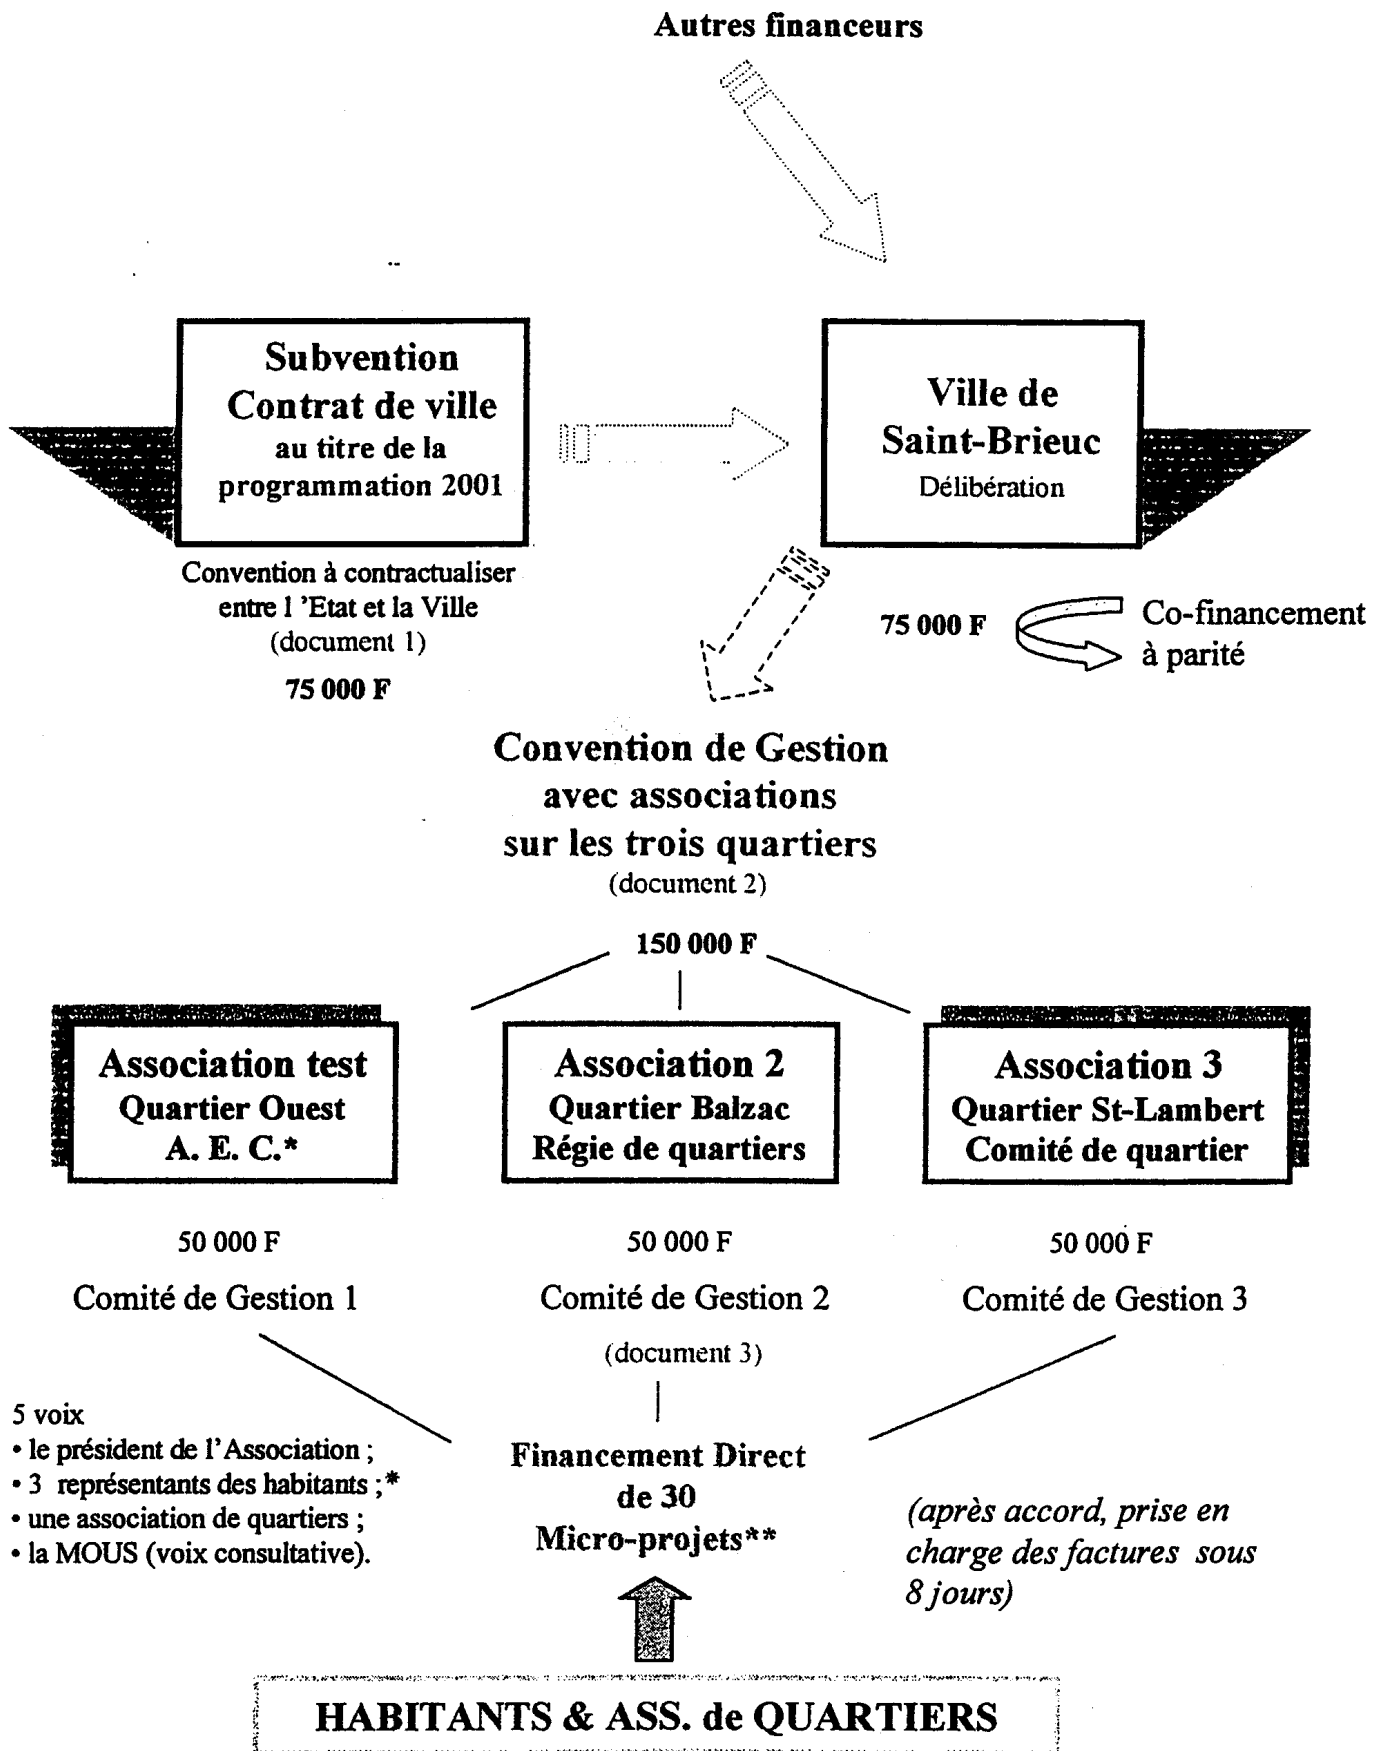 Autres financeurs
Subvention
Contrat de ville
au titre de la
programmation 2001
Ville de
Saint-Brieuc
Délibération
Convention à contractualiser
entre l 'Etat et la Ville
(document 1)
75 000 F
75 000 F
Co-financement
à parité
Convention de Gestion
avec associations
sur les trois quartiers
(document 2)
150 000 F
Association test
Quartier Ouest
A. E. C.*
Association 2
Quartier Balzac
Régie de quartiers
Association 3
Quartier St-Lambert
Comité de quartier
50 000 F
50 000 F
50 000 F
Comité de Gestion 1
Comité de Gestion 2
Comité de Gestion 3
(document 3)
5 voix
• le président de l'Association ;
• 3 représentants des habitants ;*
• une association de quartiers ;
• la MOUS (voix consultative).
Financement Direct
de 30
Micro-projets**
(après accord, prise en
charge des factures sous
8 jours)
HABITANTS & ASS. de QUARTIERS